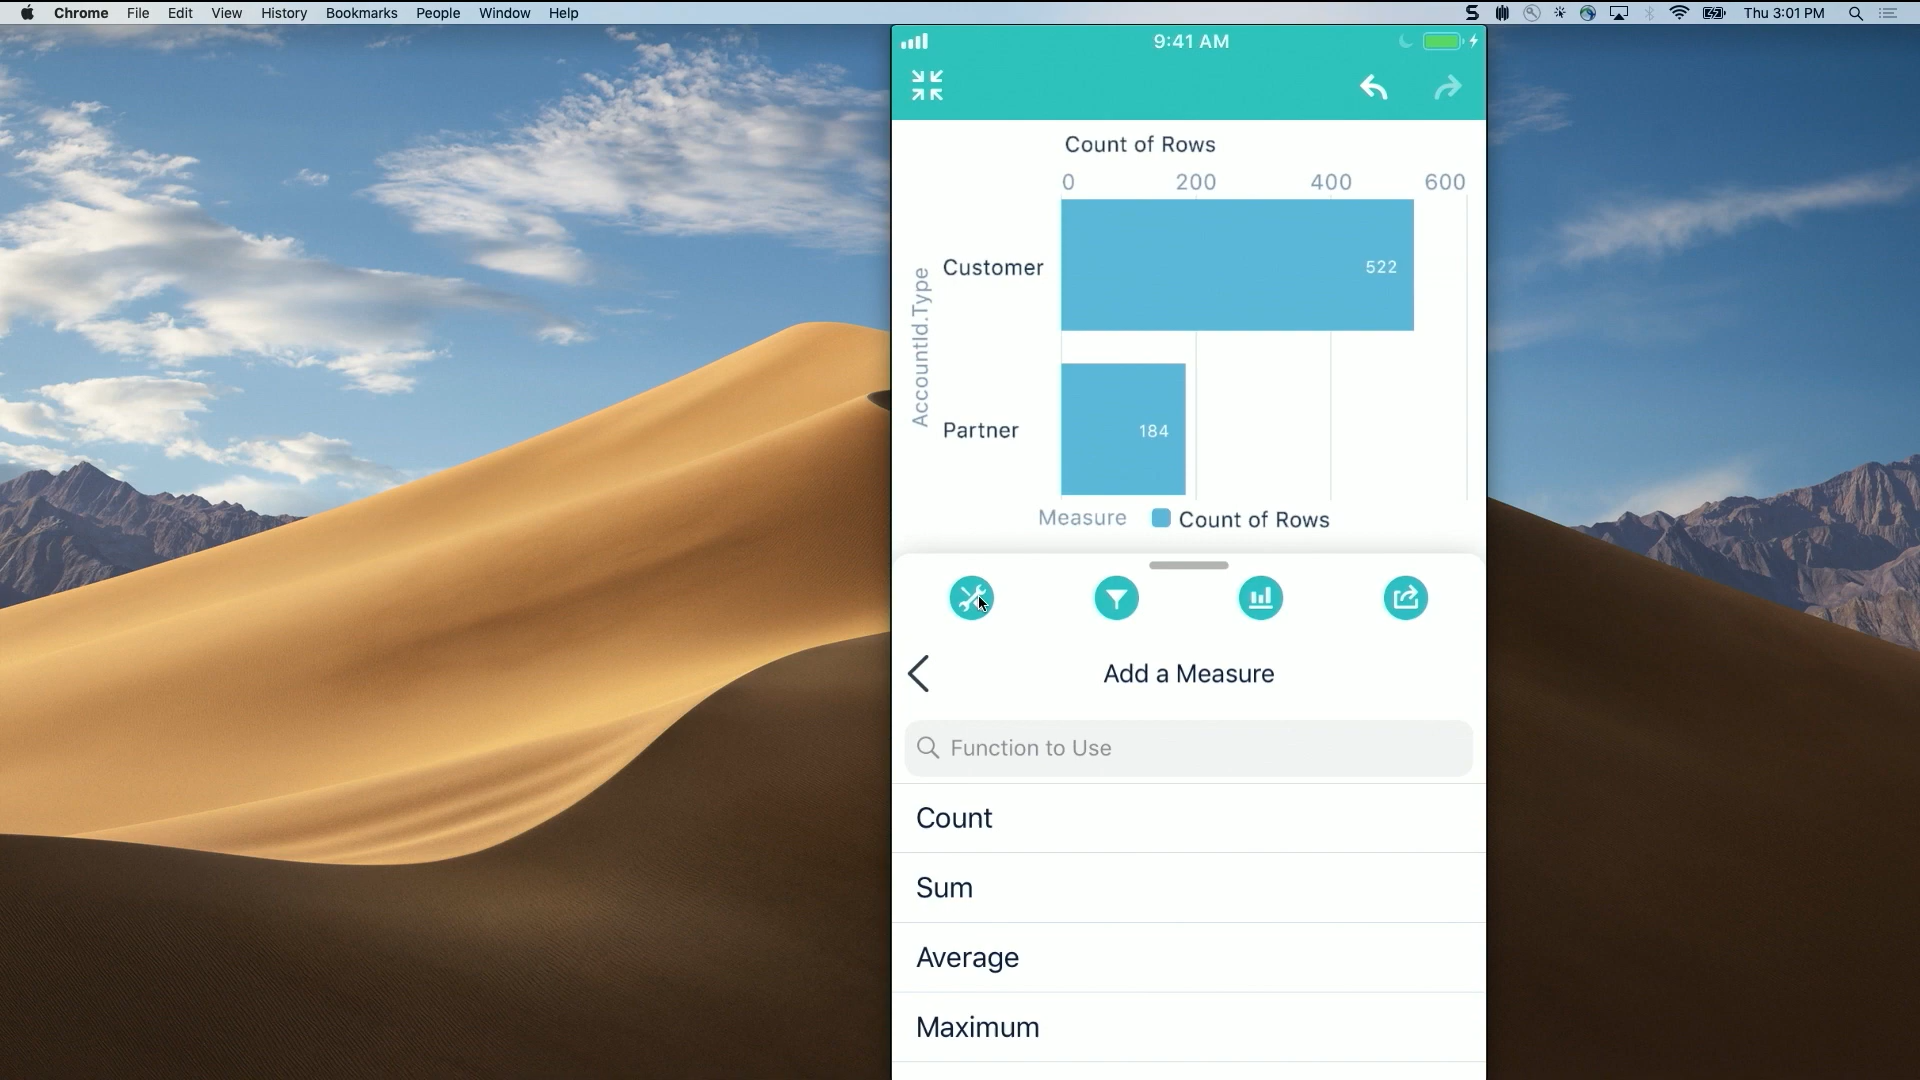 Chrome File Edit View History Bookmarks People Window Help Thu 3:01 PM
9:41 AM
Count of Rows
0 200 400 600
AccountId.Type
Customer 522
Partner 184
Measure Count of Rows
Add a Measure
Function to Use
Count
Sum
Average
Maximum